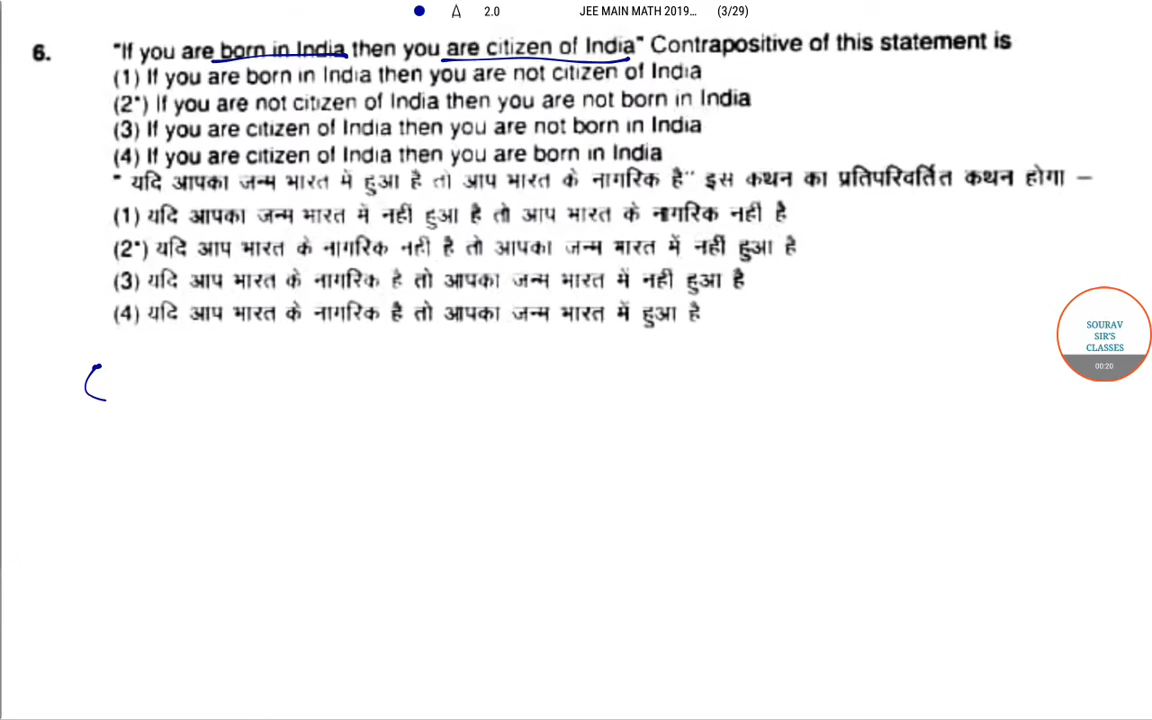 2.0 JEE MAIN MATH 2019... (3/29)
6. "If you are born in India then you are citizen of India" Contrapositive of this statement is
(1) If you are born in India then you are not citizen of India
(2*) If you are not citizen of India then you are not born in India
(3) If you are citizen of India then you are not born in India
(4) If you are citizen of India then you are born in India
" यदि आपका जन्म भारत में हुआ है तो आप भारत के नागरिक है" इस कथन का प्रतिपरिवर्तित कथन होगा –
(1) यदि आपका जन्म भारत में नहीं हुआ है तो आप भारत के नागरिक नहीं है
(2*) यदि आप भारत के नागरिक नहीं है तो आपका जन्म भारत में नहीं हुआ है
(3) यदि आप भारत के नागरिक है तो आपका जन्म भारत में नहीं हुआ है
(4) यदि आप भारत के नागरिक है तो आपका जन्म भारत में हुआ है
SOURAV
SIR'S
CLASSES
00:20